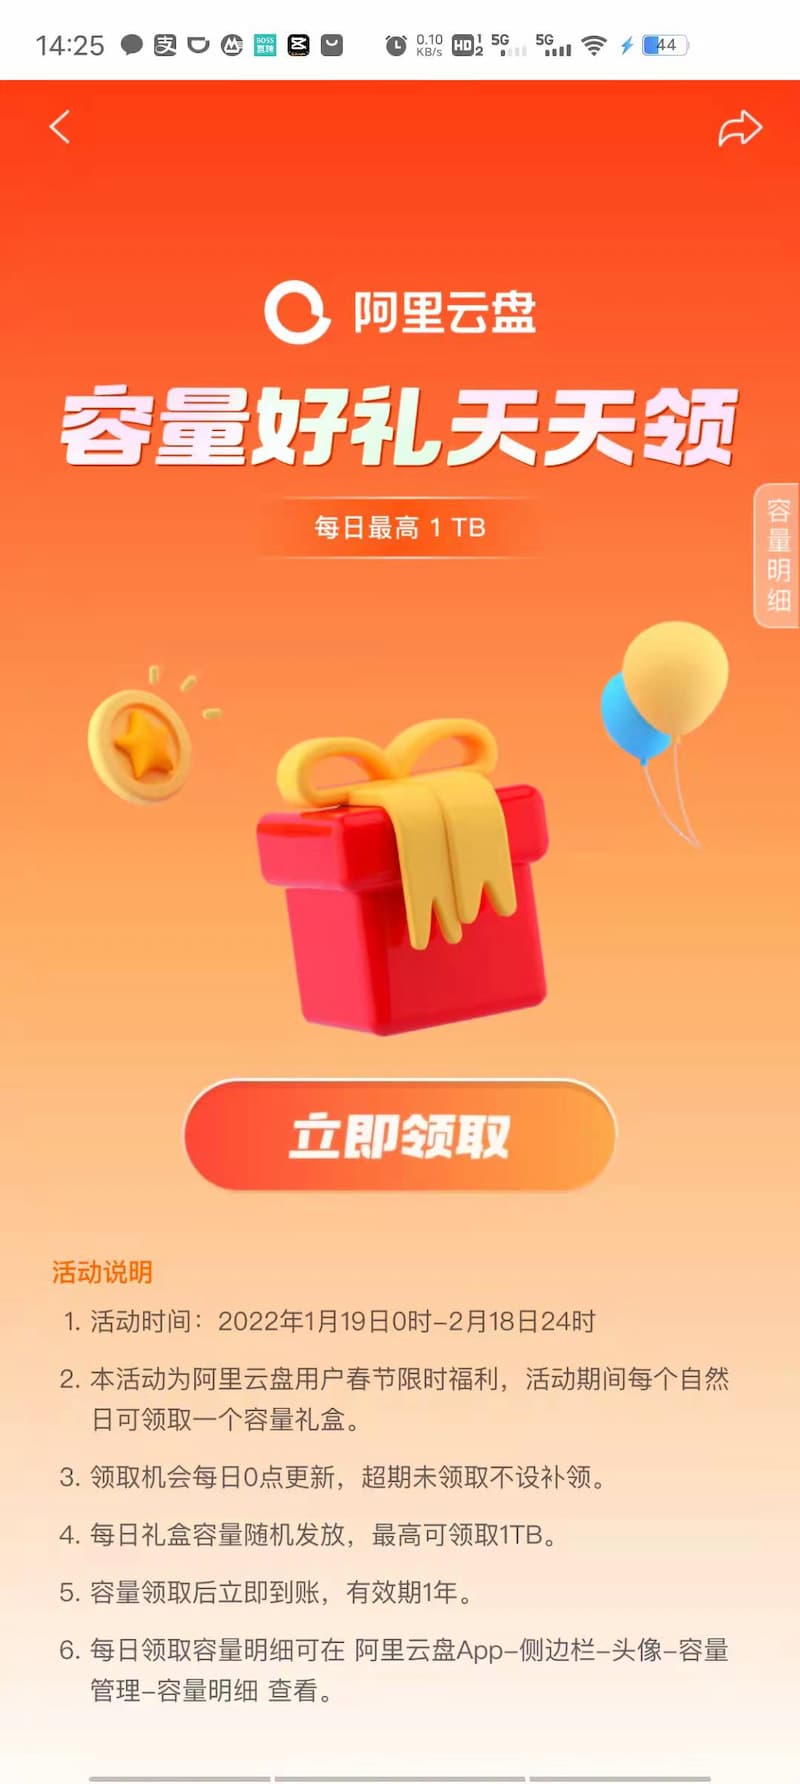 14:25
支
BOSS
直聘
0.10
KB/s
HD
1
2
5G
5G
44
阿里云盘
容量好礼天天领
每日最高 1 TB
容量明细
立即领取
活动说明
1. 活动时间：2022年1月19日0时-2月18日24时
2. 本活动为阿里云盘用户春节限时福利，活动期间每个自然
日可领取一个容量礼盒。
3. 领取机会每日0点更新，超期未领取不设补领。
4. 每日礼盒容量随机发放，最高可领取1TB。
5. 容量领取后立即到账，有效期1年。
6. 每日领取容量明细可在 阿里云盘App-侧边栏-头像-容量
管理-容量明细 查看。